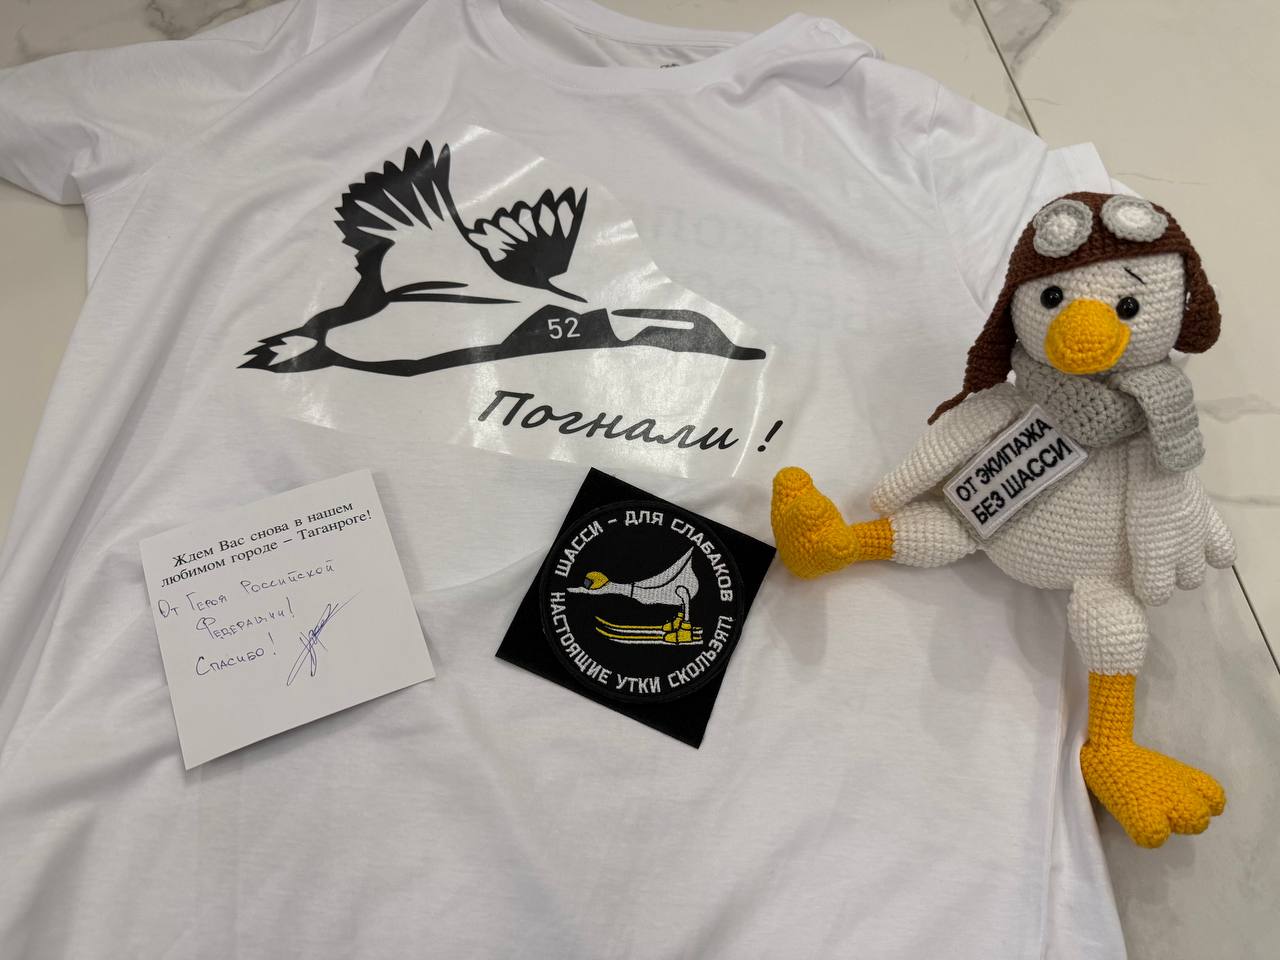 52
Погнали !
Ждем Вас снова в нашем
любимом городе – Таганроге!
От Героя Российской
Федерации!
Спасибо!
ШАССИ - ДЛЯ СЛАБАКОВ
НАСТОЯЩИЕ УТКИ СКОЛЬЗЯТ!
ОТ ЭКИПАЖА
БЕЗ ШАССИ